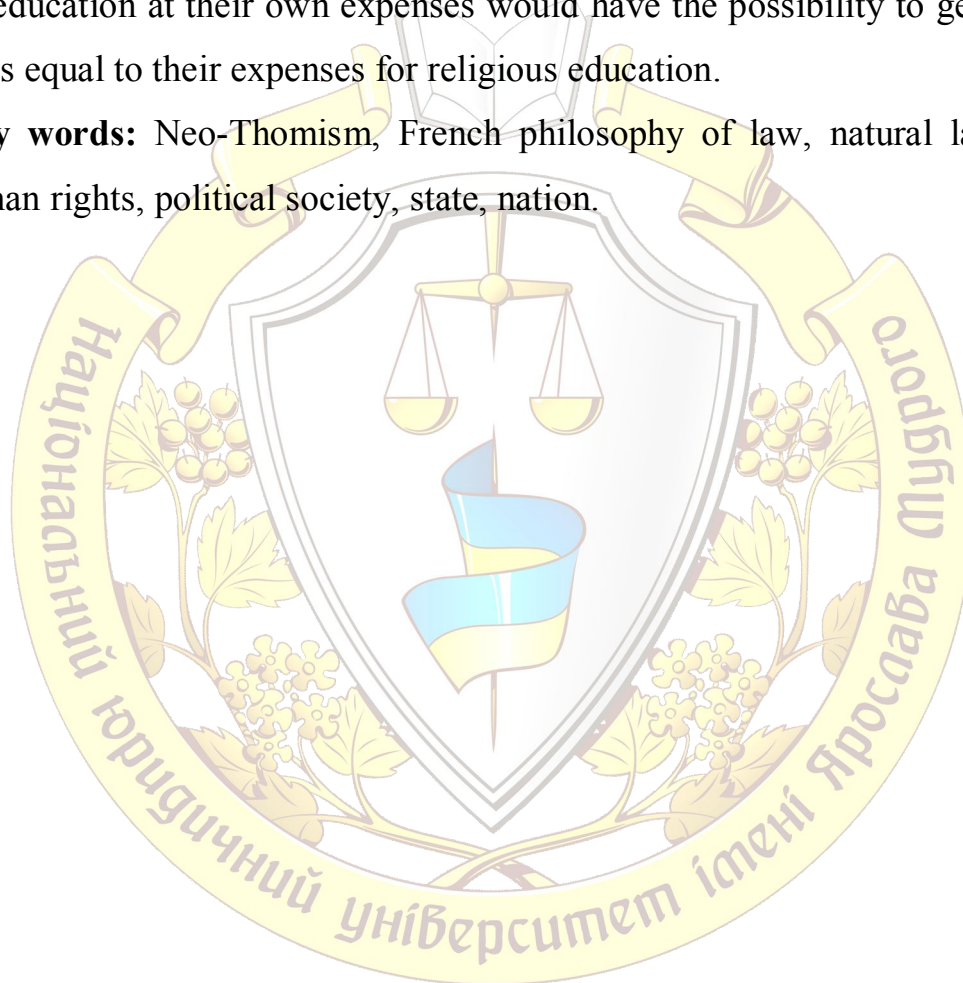 education at their own expenses would have the possibility to ge
s equal to their expenses for religious education.
y words: Neo-Thomism, French philosophy of law, natural la
nan rights, political society, state, nation.
Національний юридичний університет імені Ярослава Мудрого